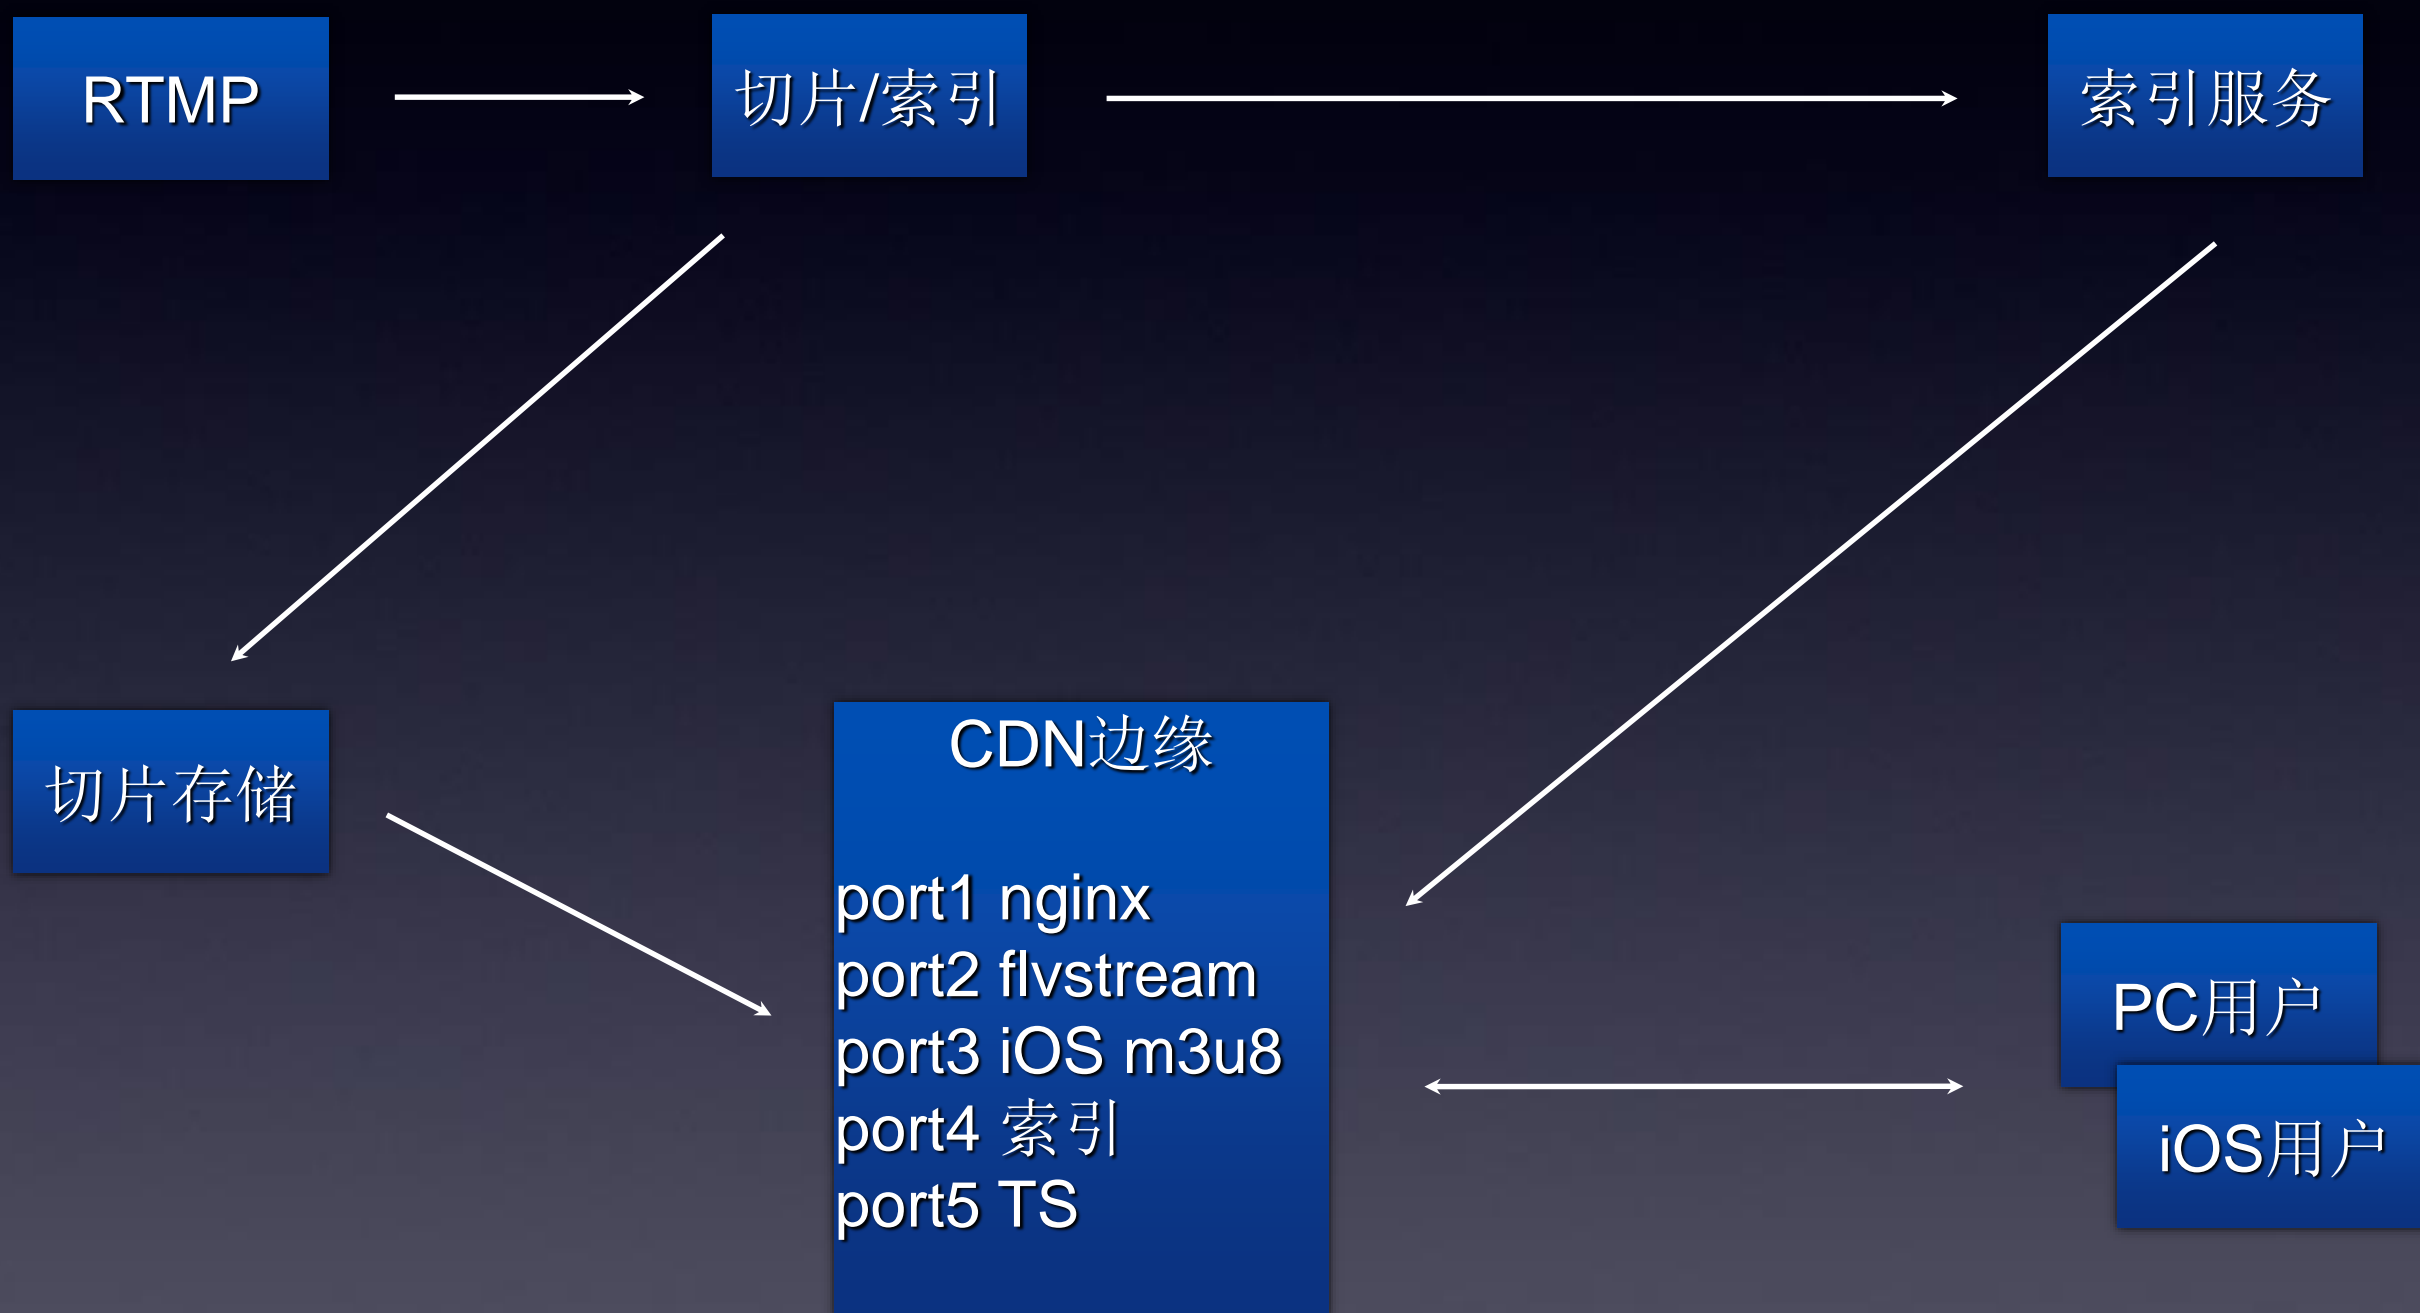 RTMP
切片/索引
索引服务
切片存储
CDN边缘
port1 nginx
port2 flvstream
port3 iOS m3u8
port4 索引
port5 TS
PC用户
iOS用户